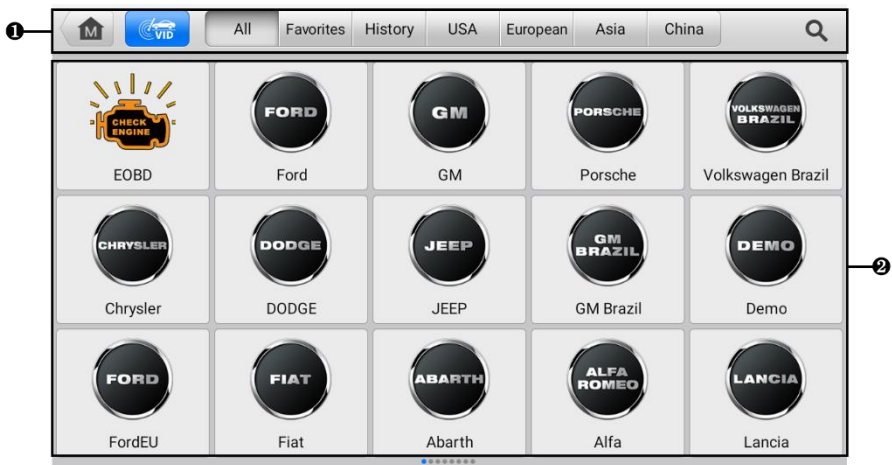 ❶
M
VID
All Favorites History USA European Asia China
CHECK
ENGINE
FORD
GM
PORSCHE
VOLKSWAGEN
BRAZIL
EOBD Ford GM Porsche Volkswagen Brazil
CHRYSLER
DODGE
JEEP
GM
BRAZIL
DEMO
❷
Chrysler DODGE JEEP GM Brazil Demo
FORD
FIAT
ABARTH
ALFA
ROMEO
LANCIA
FordEU Fiat Abarth Alfa Lancia